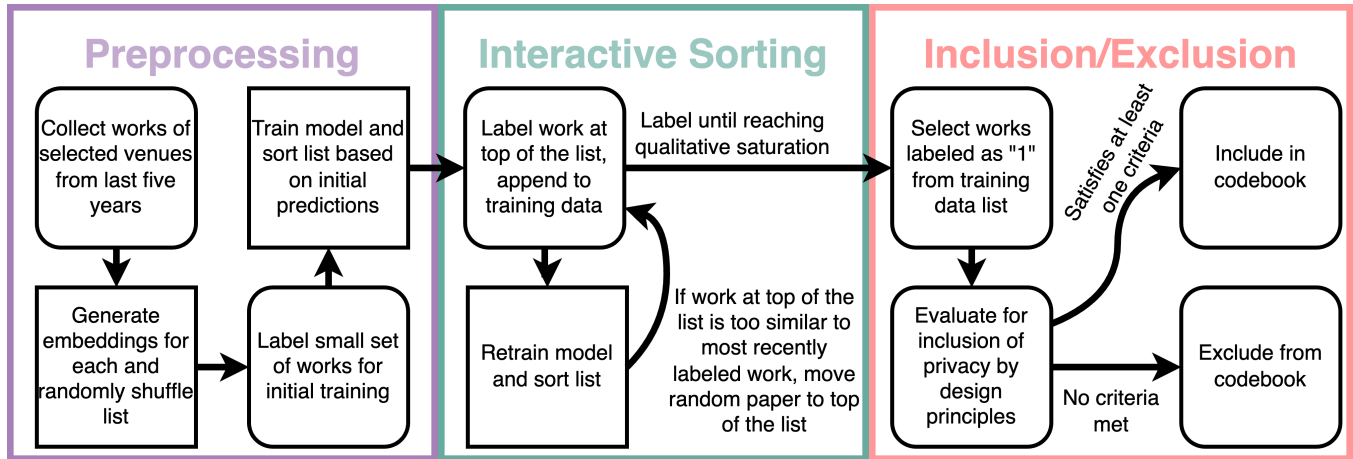 Preprocessing
Collect works of
selected venues
from last five
years
Generate
embeddings for
each and
randomly shuffle
list
Label small set
of works for
initial training
Train model and
sort list based
on initial
predictions
Interactive Sorting
Label work at
top of the list,
append to
training data
Retrain model
and sort list
If work at top of the
list is too similar to
most recently
labeled work, move
random paper to top
of the list
Label until reaching
qualitative saturation
Inclusion/Exclusion
Select works
labeled as "1"
from training
data list
Evaluate for
inclusion of
privacy by
design
principles
Satisfies at least
one criteria
Include in
codebook
No criteria
met
Exclude from
codebook